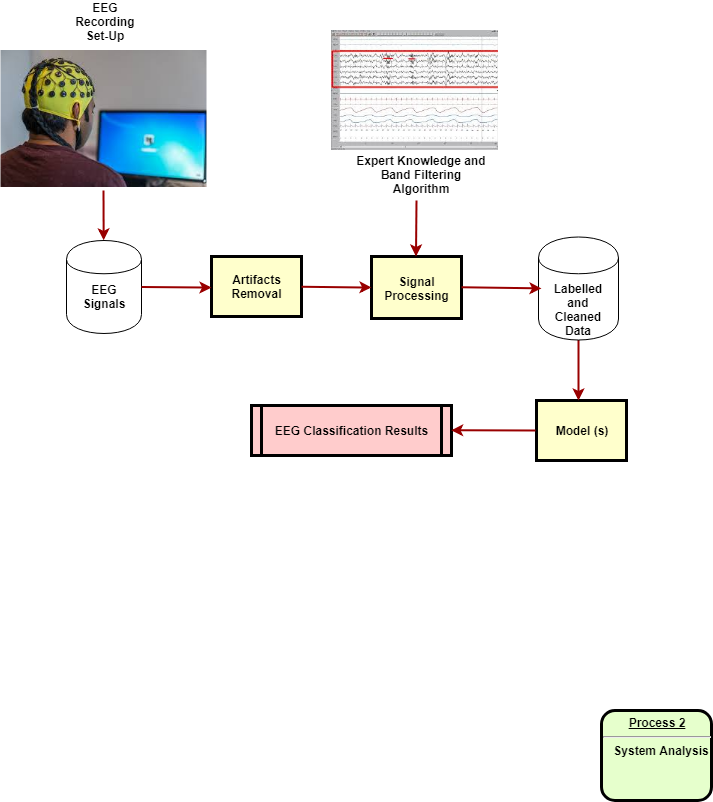 EEG
Recording
Set-Up
Expert Knowledge and
Band Filtering
Algorithm
EEG
Signals
Artifacts
Removal
Signal
Processing
Labelled
and
Cleaned
Data
EEG Classification Results
Model (s)
Process 2
System Analysis